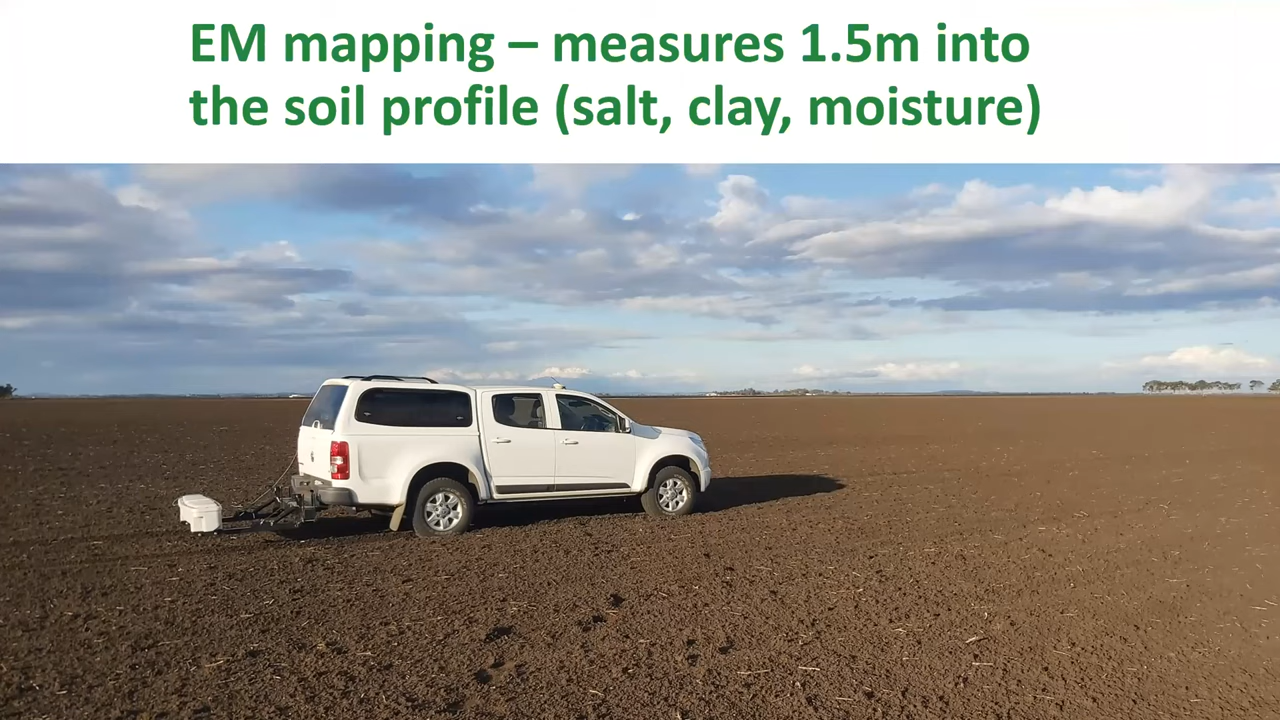 EM mapping – measures 1.5m into
the soil profile (salt, clay, moisture)